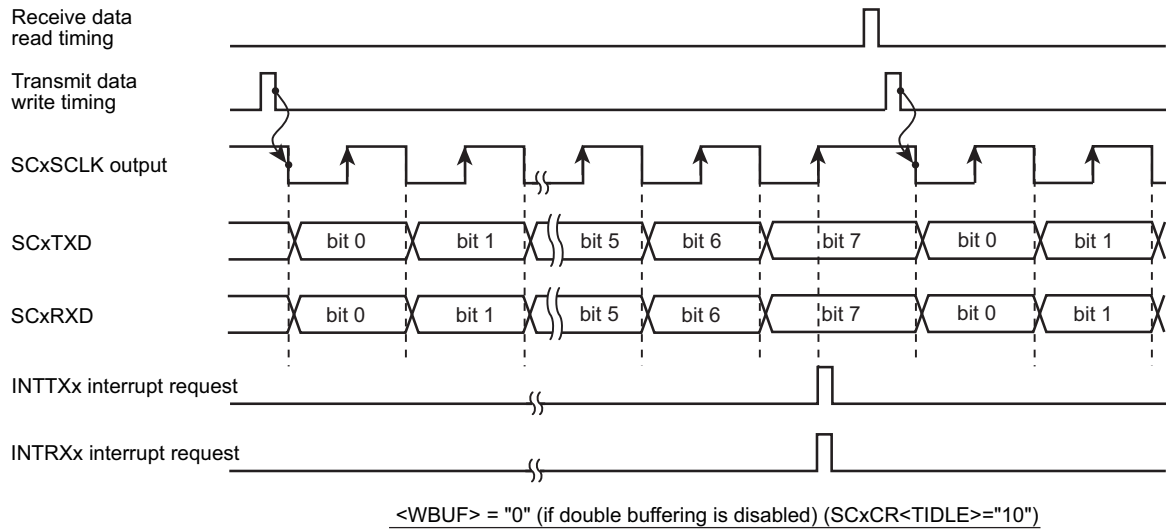 Receive data
read timing
Transmit data
write timing
SCxSCLK output
SCxTXD
bit 0
bit 1
bit 5
bit 6
bit 7
bit 0
bit 1
SCxRXD
bit 0
bit 1
bit 5
bit 6
bit 7
bit 0
bit 1
INTTXx interrupt request
INTRXx interrupt request
<WBUF> = "0" (if double buffering is disabled) (SCxCR<TIDLE>="10")